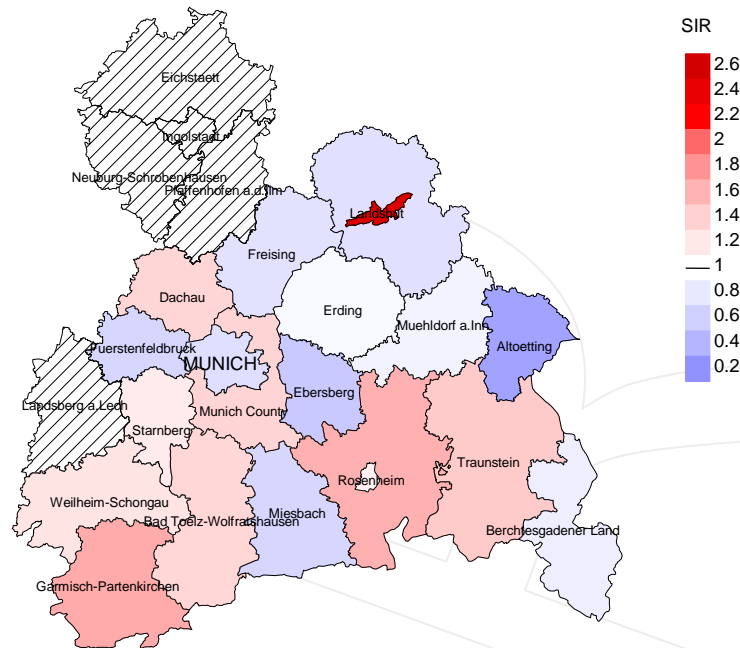 SIR
2.6
2.4
2.2
2
1.8
1.6
1.4
1.2
1
0.8
0.6
0.4
0.2
Eichstaett
Ingolstadt
Neuburg-Schrobenhausen
Pfaffenhofen a.d.Ilm
Landshut
Freising
Dachau
Erding
Muehldorf a.Inn
Altoetting
Fuerstenfeldbruck
MUNICH
Ebersberg
Landsberg a.Lech
Munich County
Starnberg
Traunstein
Rosenheim
Weilheim-Schongau
Miesbach
Bad Toelz-Wolfratshausen
Berchtesgadener Land
Garmisch-Partenkirchen